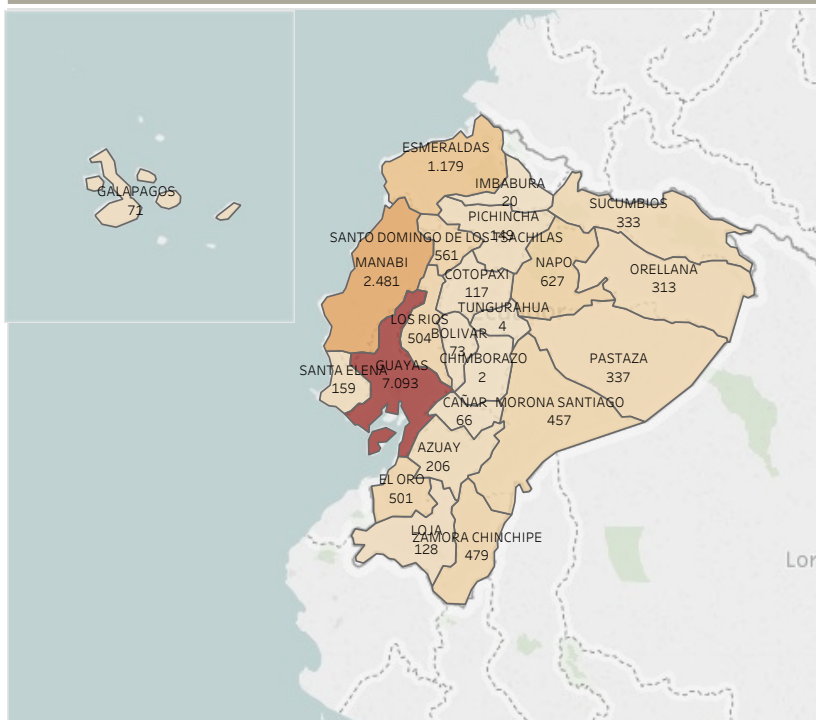 ESMERALDAS
1.179
IMBABURA
20
GALAPAGOS
71
SUCUMBIOS
333
PICHINCHA
149
SANTO DOMINGO DE LOS TSACHILAS
561
MANABI
2.481
NAPO
627
ORELLANA
313
COTOPAXI
117
TUNGURAHUA
4
LOS RIOS
504
BOLIVAR
73
CHIMBORAZO
2
PASTAZA
337
SANTA ELENA
159
GUAYAS
7.093
CAÑAR
66
MORONA SANTIAGO
457
AZUAY
206
EL ORO
501
LOJA
128
ZAMORA CHINCHIPE
479
Lor